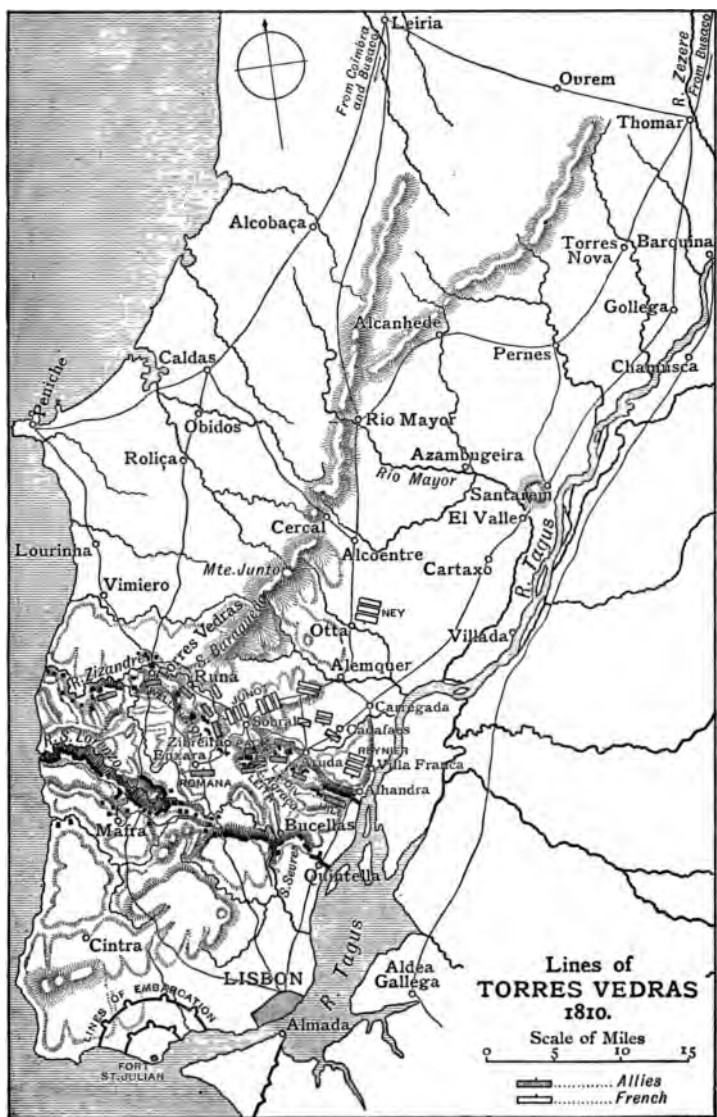 Leiria
From Coimbra
and Busaco
Ourem
R. Zezere
From Busaco
Thomar
Alcobaça
Torres
Nova
Barquina
Gollega
Alcanhede
Pernes
Chamusca
Caldas
Peniche
Obidos
Rio Mayor
Roliça
Azambugeira
Rio Mayor
Santarem
El Valle
Cercal
Alcoentre
Lourinha
Mte. Junto
Cartaxo
R. Tagus
Vimiero
NEY
Otta
Villada
Torres Vedras
R. Zizandre
Runa
Alemquer
JUNOT
Carregada
Sobral
Cadafaes
Zibreira
REYNIER
Enxara
Aruda
Villa Franca
R. S. Lorenzo
ROMANA
Alhandra
Mafra
Bucellas
Quintella
Cintra
LISBON
R. Tagus
Aldea
Gallega
LINES OF EMBARCATION
Almada
FORT
ST. JULIAN
Lines of
TORRES VEDRAS
1810.
Scale of Miles
0 5 10 15
Allies
French